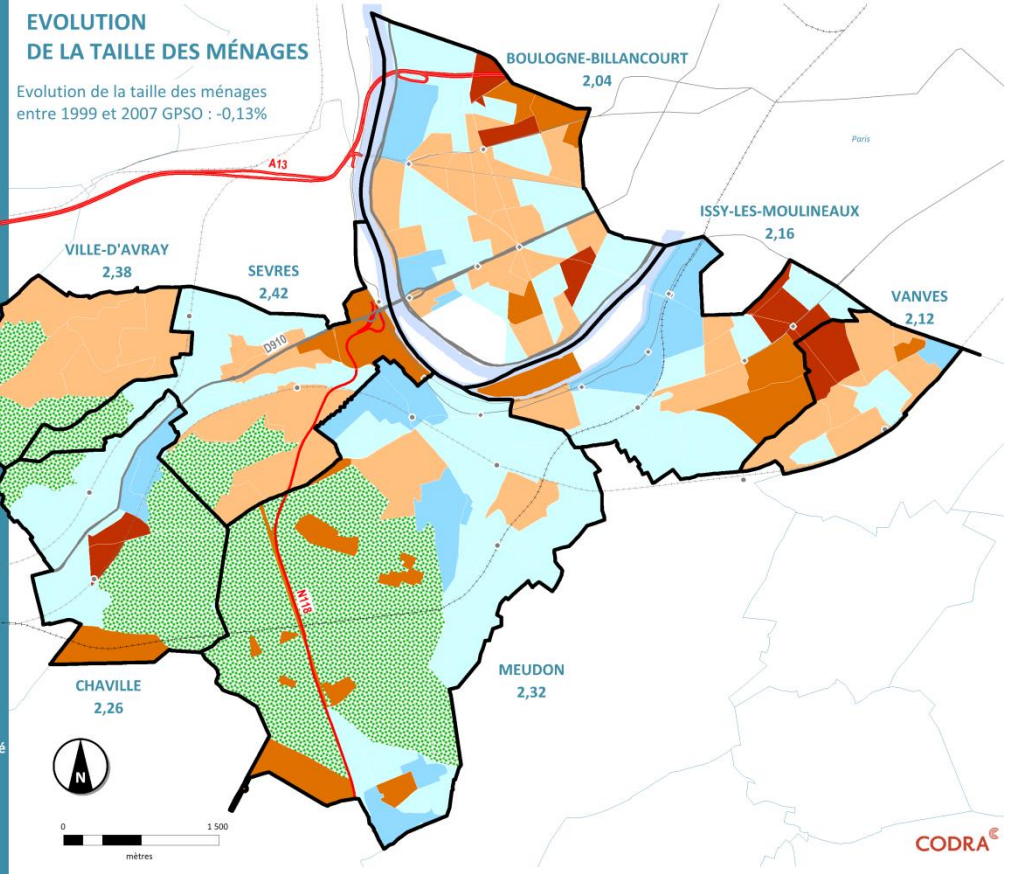 EVOLUTION
DE LA TAILLE DES MÉNAGES
Evolution de la taille des ménages
entre 1999 et 2007 GPSO : -0,13%
BOULOGNE-BILLANCOURT
2,04
Paris
A13
ISSY-LES-MOULINEAUX
2,16
VILLE-D'AVRAY
2,38
SEVRES
2,42
VANVES
2,12
D910
N118
MEUDON
2,32
CHAVILLE
2,26
é
N
0 1 500
mètres
CODRA